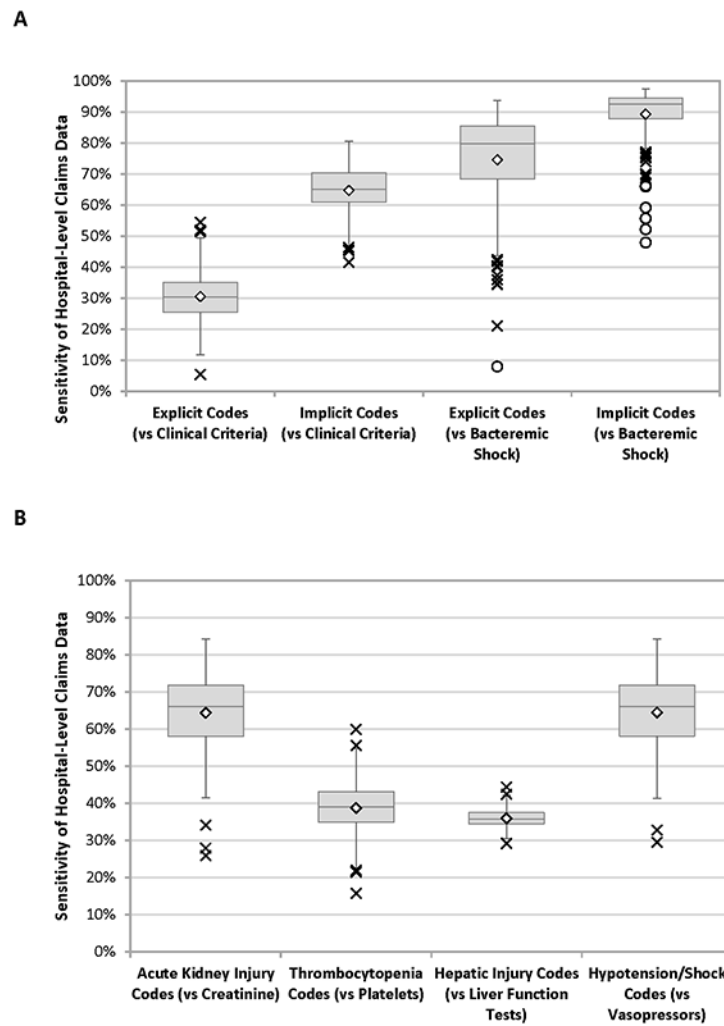 A
Sensitivity of Hospital-Level Claims Data
100%
90%
80%
70%
60%
50%
40%
30%
20%
10%
0%
Explicit Codes
(vs Clinical Criteria)
Implicit Codes
(vs Clinical Criteria)
Explicit Codes
(vs Bacteremic
Shock)
Implicit Codes
(vs Bacteremic
Shock)
B
Sensitivity of Hospital-Level Claims Data
100%
90%
80%
70%
60%
50%
40%
30%
20%
10%
0%
Acute Kidney Injury
Codes (vs Creatinine)
Thrombocytopenia
Codes (vs Platelets)
Hepatic Injury Codes
(vs Liver Function
Tests)
Hypotension/Shock
Codes (vs
Vasopressors)